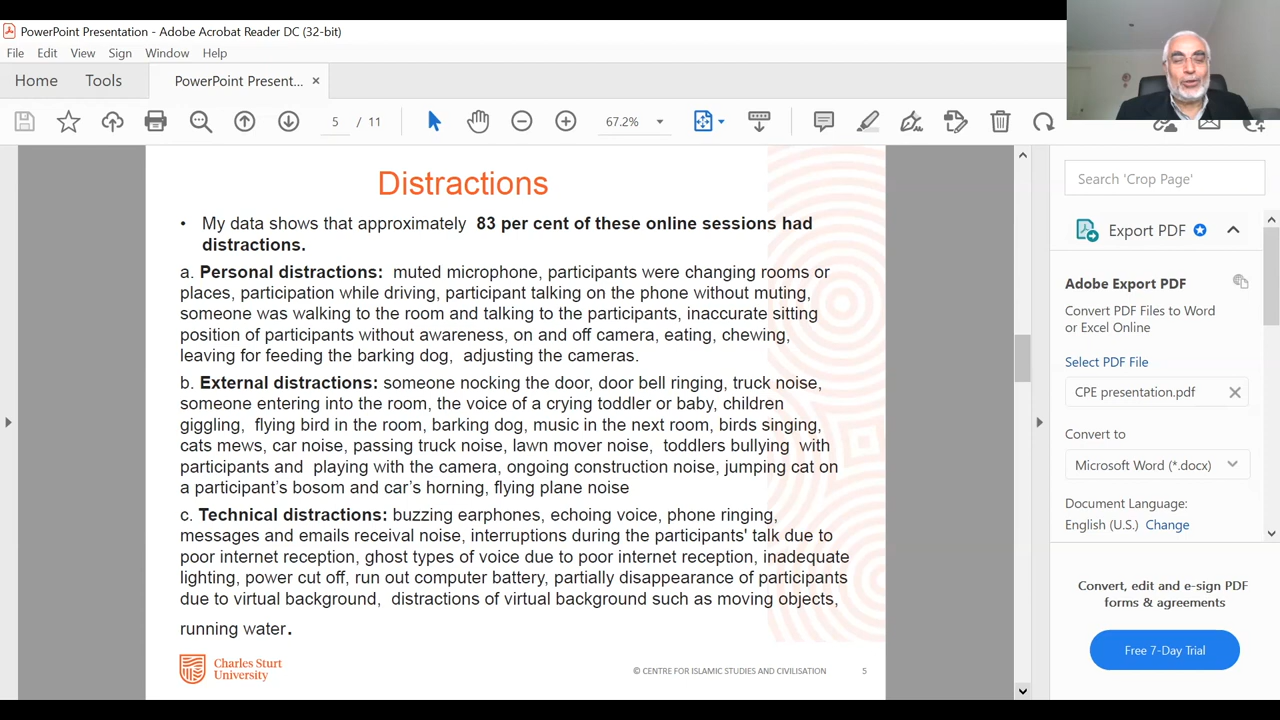 PowerPoint Presentation - Adobe Acrobat Reader DC (32-bit)
File Edit View Sign Window Help
Home Tools PowerPoint Present... ×
5 / 11 67.2%
Distractions
• My data shows that approximately 83 per cent of these online sessions had
distractions.
a. Personal distractions: muted microphone, participants were changing rooms or
places, participation while driving, participant talking on the phone without muting,
someone was walking to the room and talking to the participants, inaccurate sitting
position of participants without awareness, on and off camera, eating, chewing,
leaving for feeding the barking dog, adjusting the cameras.
b. External distractions: someone nocking the door, door bell ringing, truck noise,
someone entering into the room, the voice of a crying toddler or baby, children
giggling, flying bird in the room, barking dog, music in the next room, birds singing,
cats mews, car noise, passing truck noise, lawn mover noise, toddlers bullying with
participants and playing with the camera, ongoing construction noise, jumping cat on
a participant's bosom and car's horning, flying plane noise
c. Technical distractions: buzzing earphones, echoing voice, phone ringing,
messages and emails receival noise, interruptions during the participants' talk due to
poor internet reception, ghost types of voice due to poor internet reception, inadequate
lighting, power cut off, run out computer battery, partially disappearance of participants
due to virtual background, distractions of virtual background such as moving objects,
running water.
Charles Sturt
University
© CENTRE FOR ISLAMIC STUDIES AND CIVILISATION 5
Search 'Crop Page'
Export PDF
Adobe Export PDF
Convert PDF Files to Word
or Excel Online
Select PDF File
CPE presentation.pdf
Convert to
Microsoft Word (*.docx)
Document Language:
English (U.S.) Change
Convert, edit and e-sign PDF
forms & agreements
Free 7-Day Trial